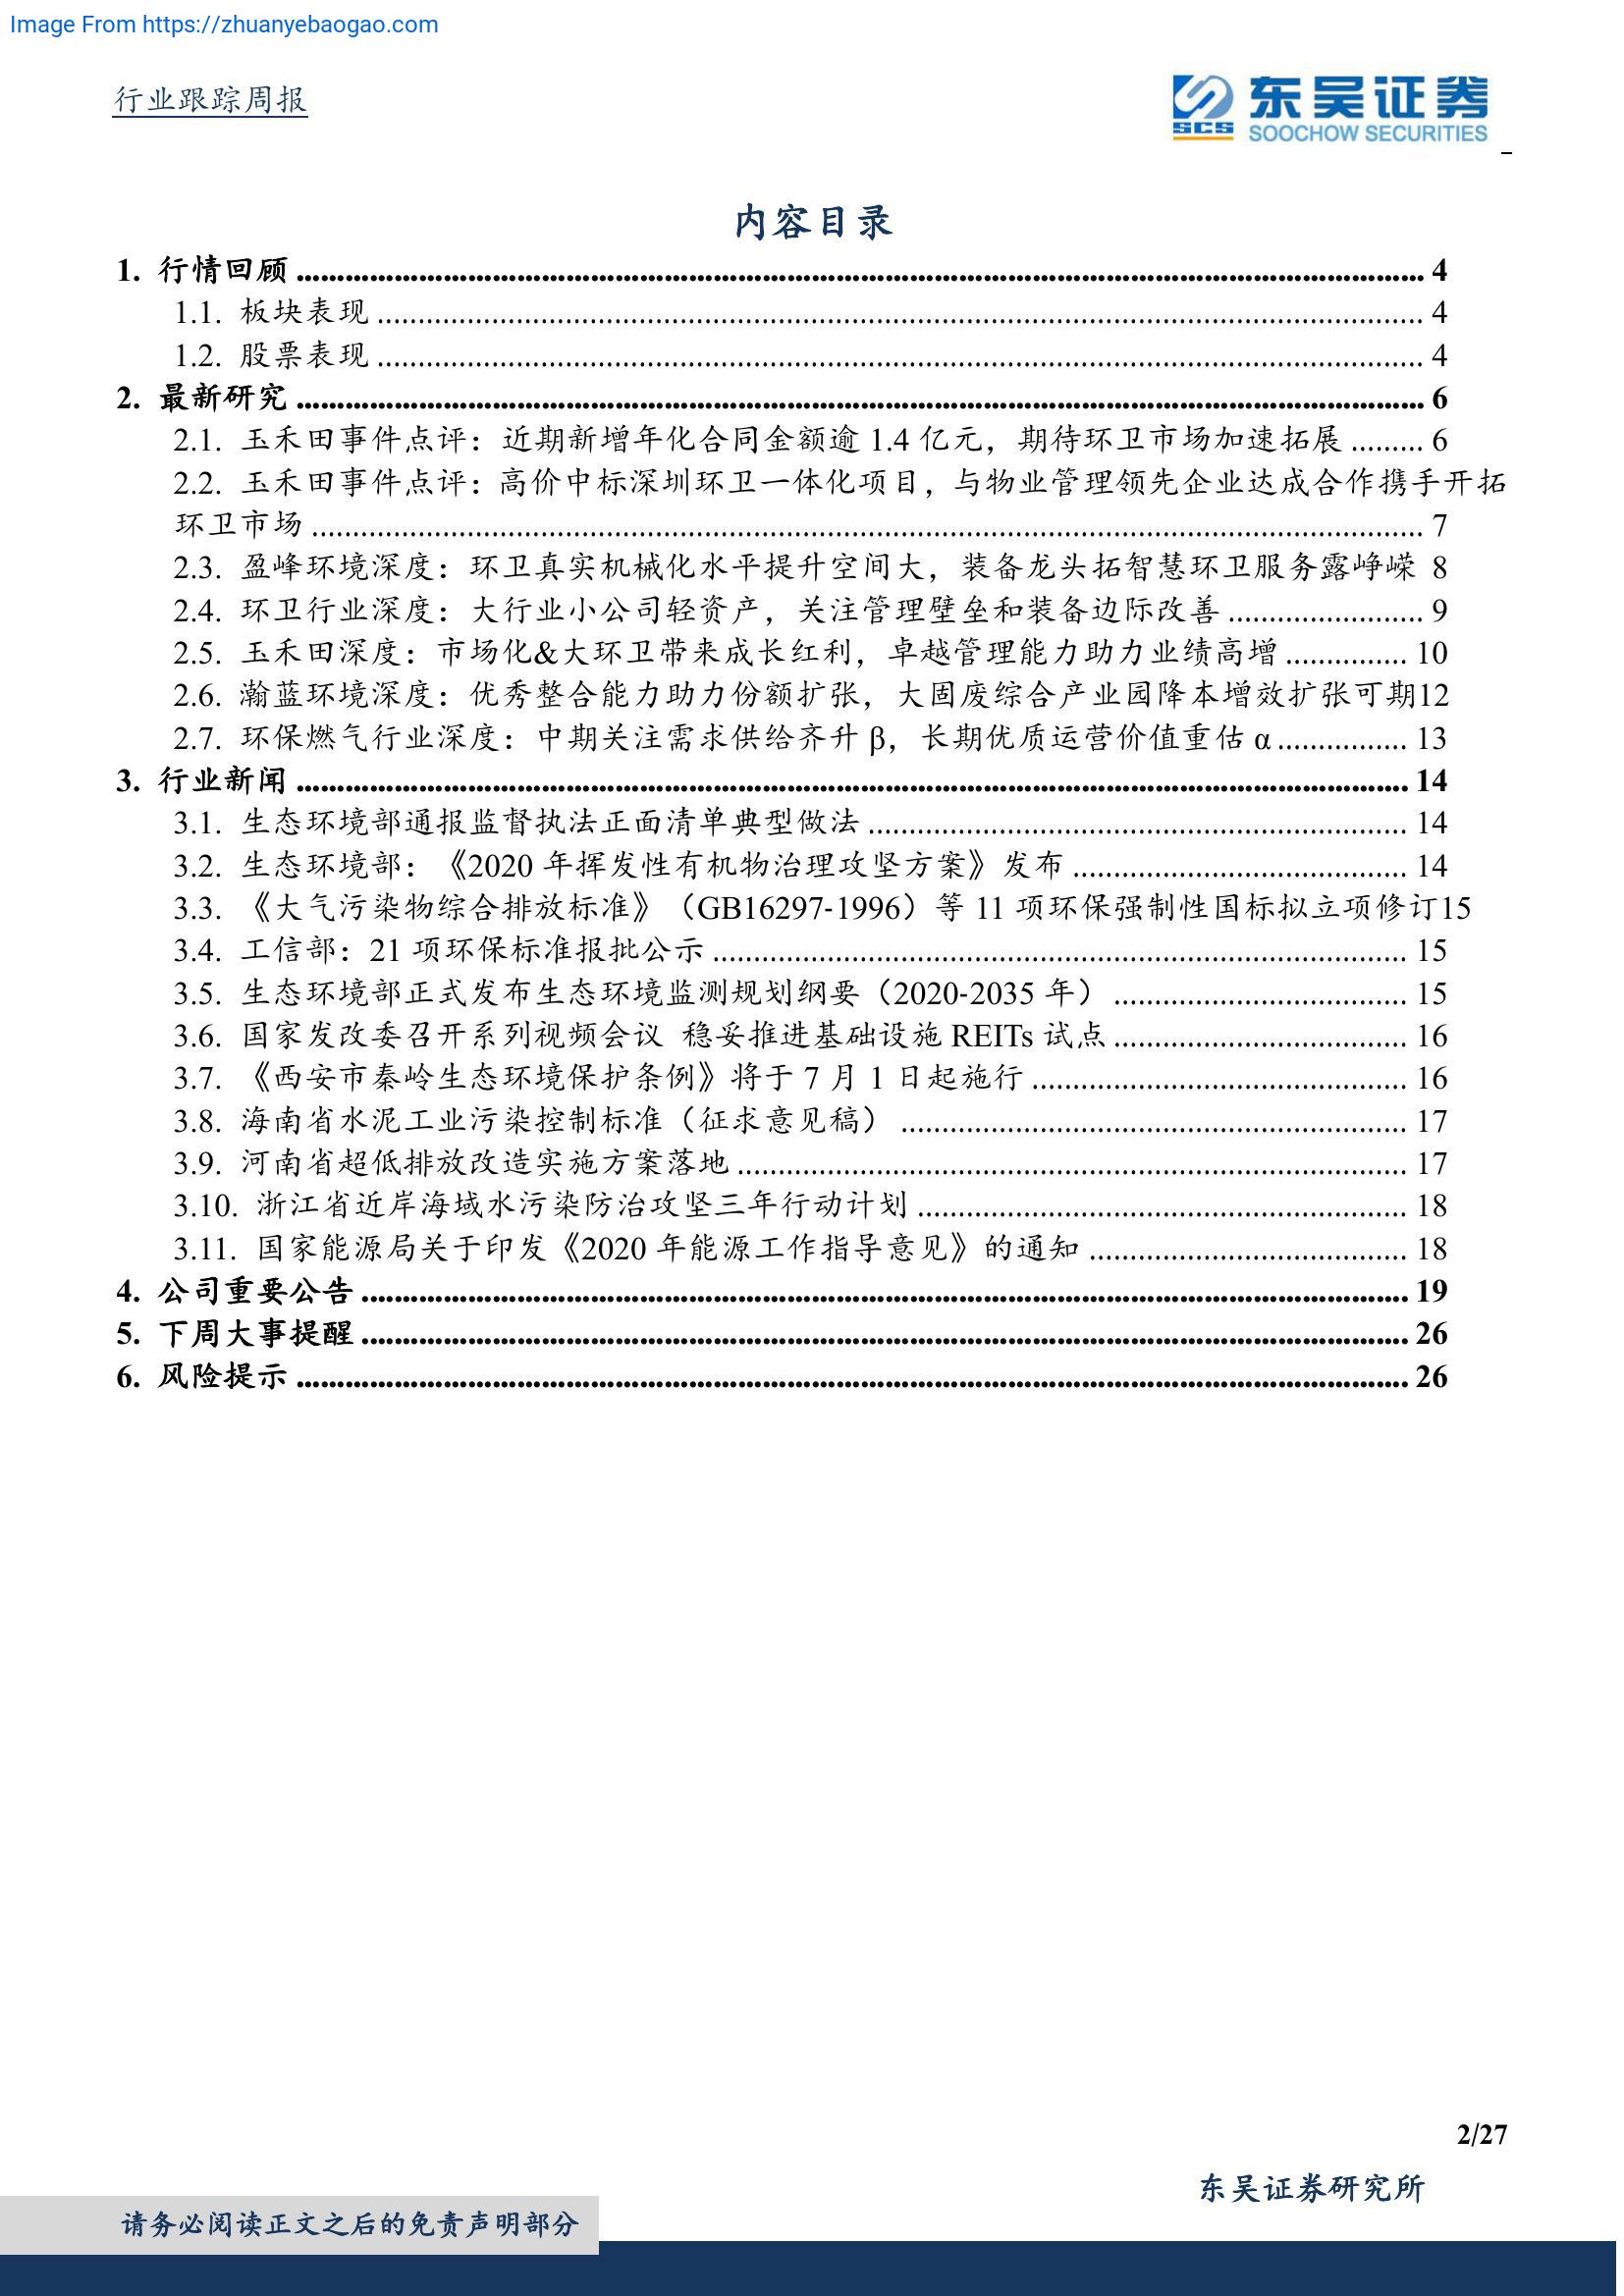 Image From https://zhuanyebaogao.com
行业跟踪周报
SCS
东吴证券
SOOCHOW SECURITIES
内容目录
1. 行情回顾 ........ 4
1.1. 板块表现 ........ 4
1.2. 股票表现 ........ 4
2. 最新研究 ........ 6
2.1. 玉禾田事件点评：近期新增年化合同金额逾 1.4 亿元，期待环卫市场加速拓展 ........ 6
2.2. 玉禾田事件点评：高价中标深圳环卫一体化项目，与物业管理领先企业达成合作携手开拓
环卫市场 ........ 7
2.3. 盈峰环境深度：环卫真实机械化水平提升空间大，装备龙头拓智慧环卫服务露峥嵘 8
2.4. 环卫行业深度：大行业小公司轻资产，关注管理壁垒和装备边际改善 ........ 9
2.5. 玉禾田深度：市场化&大环卫带来成长红利，卓越管理能力助力业绩高增 ........ 10
2.6. 瀚蓝环境深度：优秀整合能力助力份额扩张，大固废综合产业园降本增效扩张可期12
2.7. 环保燃气行业深度：中期关注需求供给齐升 β，长期优质运营价值重估 α ........ 13
3. 行业新闻 ........ 14
3.1. 生态环境部通报监督执法正面清单典型做法 ........ 14
3.2. 生态环境部：《2020 年挥发性有机物治理攻坚方案》发布 ........ 14
3.3. 《大气污染物综合排放标准》（GB16297-1996）等 11 项环保强制性国标拟立项修订15
3.4. 工信部：21 项环保标准报批公示 ........ 15
3.5. 生态环境部正式发布生态环境监测规划纲要（2020-2035 年） ........ 15
3.6. 国家发改委召开系列视频会议 稳妥推进基础设施 REITs 试点 ........ 16
3.7. 《西安市秦岭生态环境保护条例》将于 7 月 1 日起施行 ........ 16
3.8. 海南省水泥工业污染控制标准（征求意见稿） ........ 17
3.9. 河南省超低排放改造实施方案落地 ........ 17
3.10. 浙江省近岸海域水污染防治攻坚三年行动计划 ........ 18
3.11. 国家能源局关于印发《2020 年能源工作指导意见》的通知 ........ 18
4. 公司重要公告 ........ 19
5. 下周大事提醒 ........ 26
6. 风险提示 ........ 26
2/27
东吴证券研究所
请务必阅读正文之后的免责声明部分